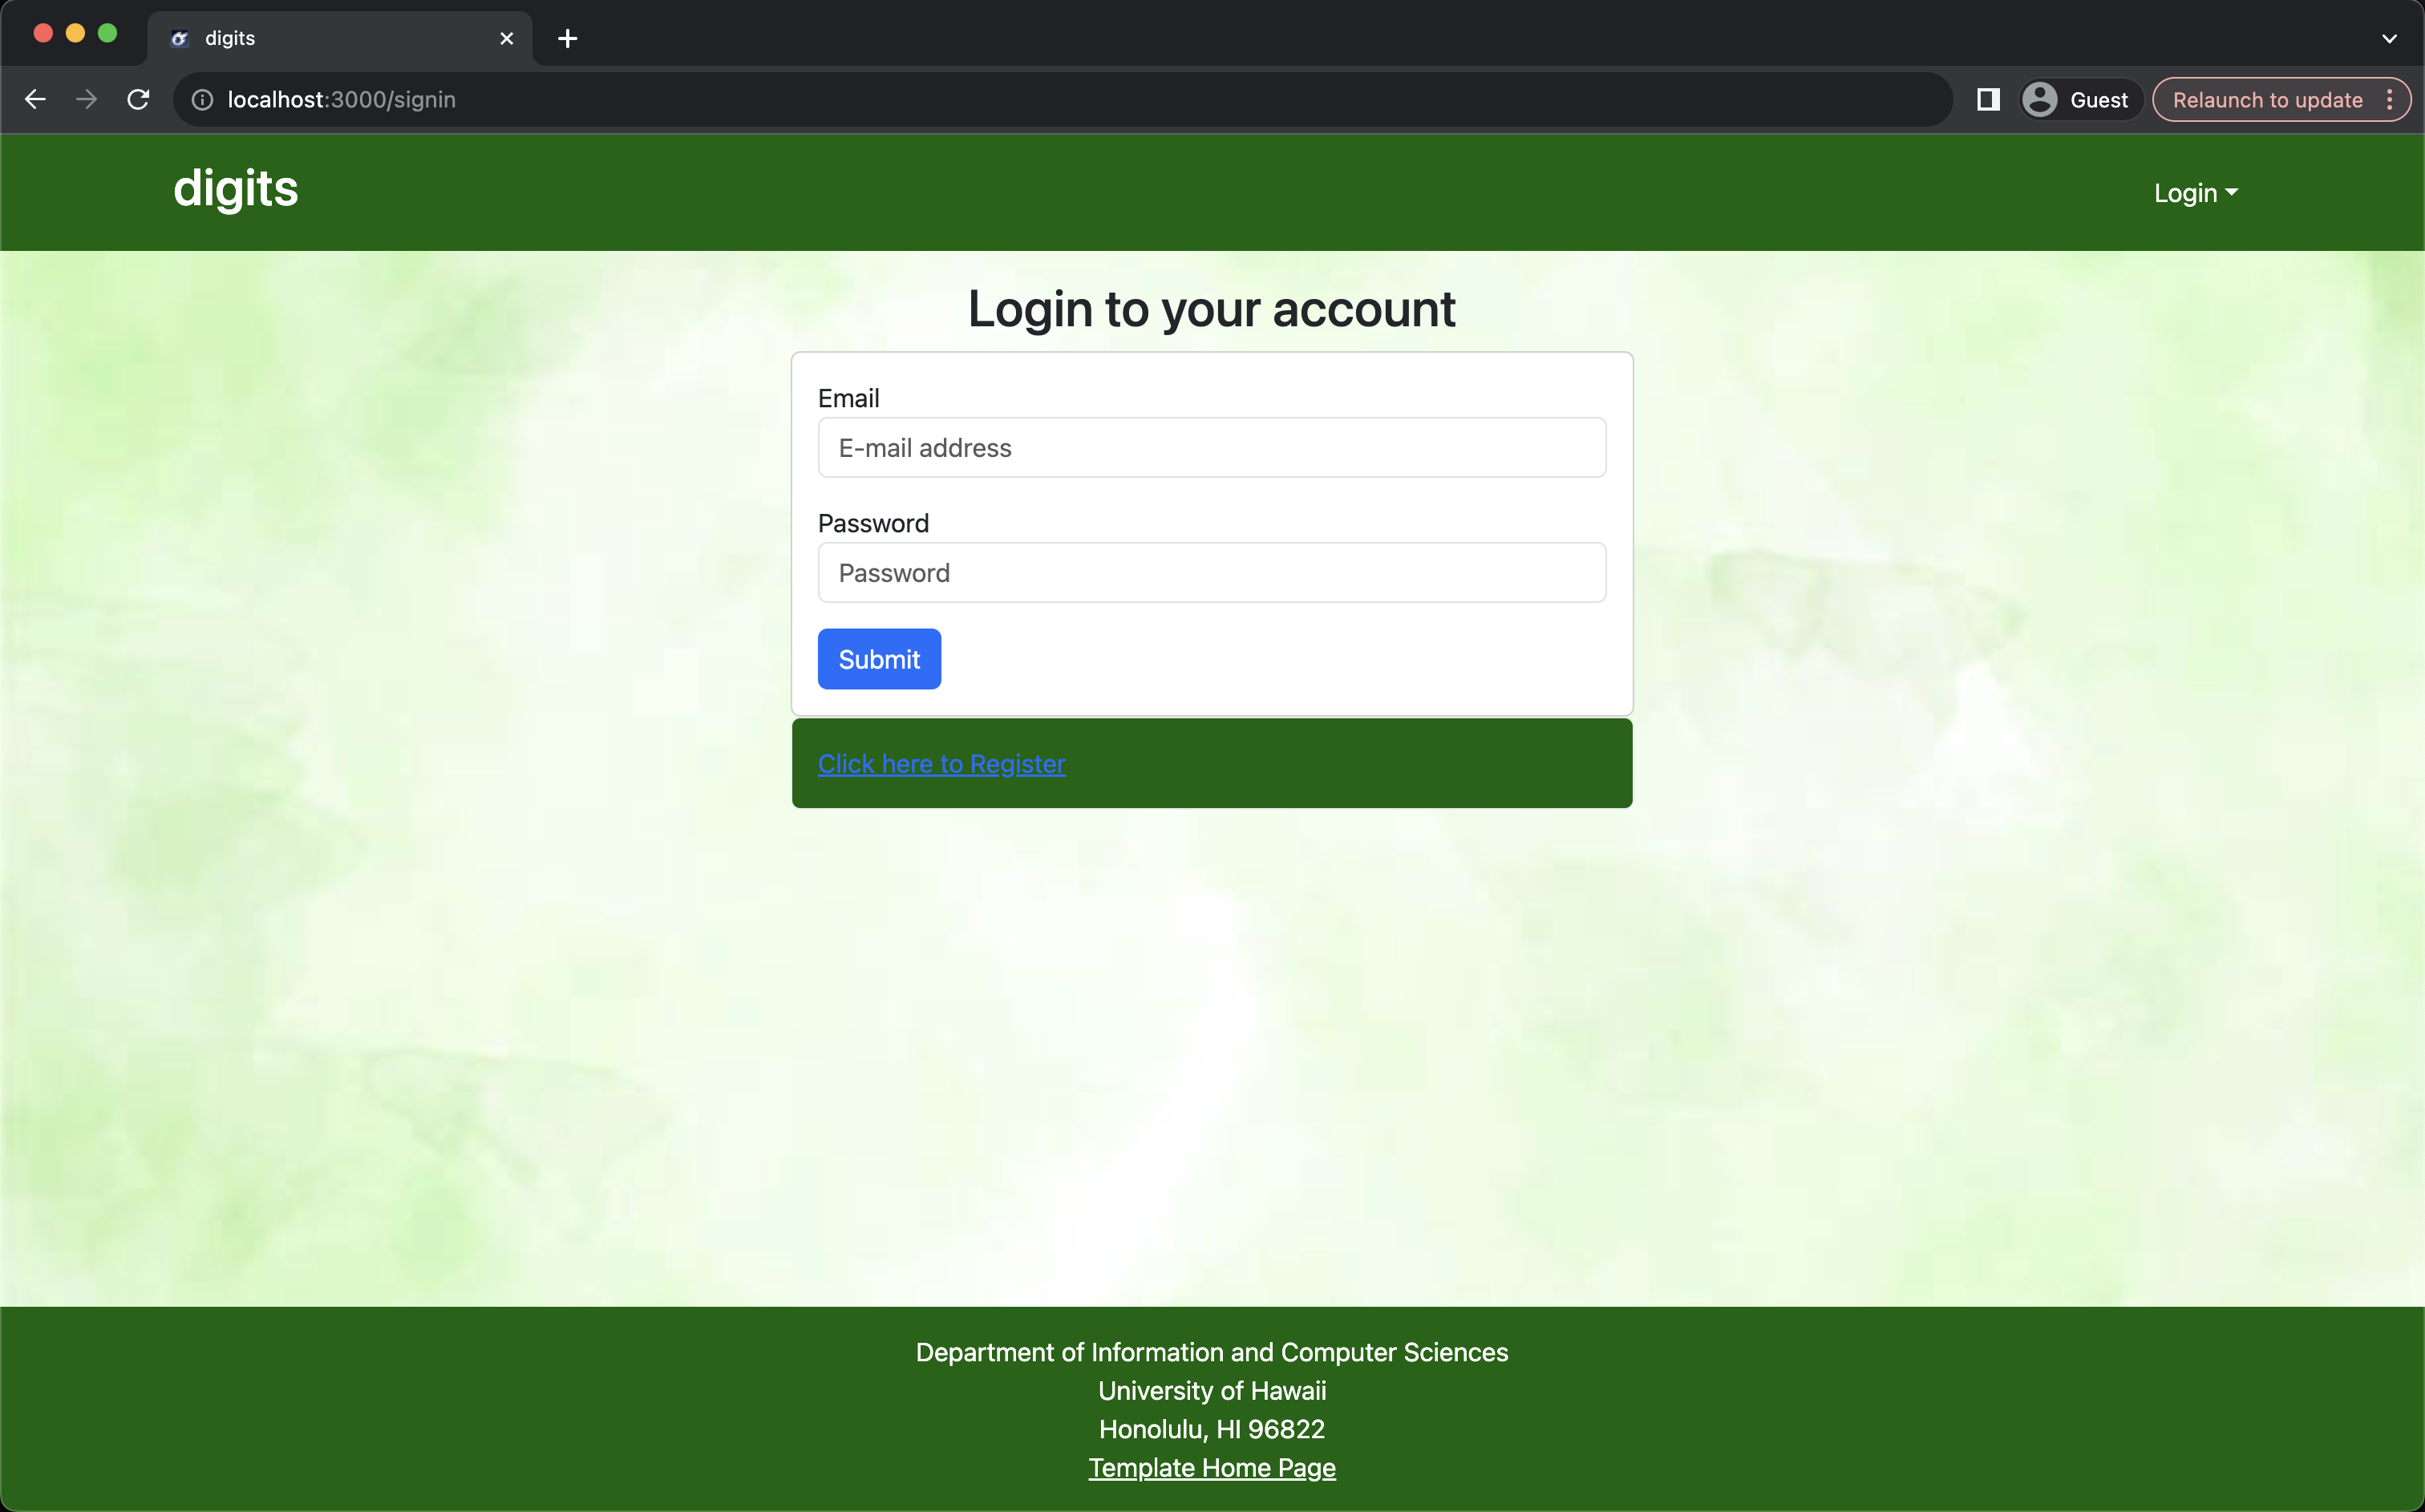 digits
localhost:3000/signin
Guest
Relaunch to update
digits
Login
Login to your account
Email
E-mail address
Password
Password
Submit
Click here to Register
Department of Information and Computer Sciences
University of Hawaii
Honolulu, HI 96822
Template Home Page